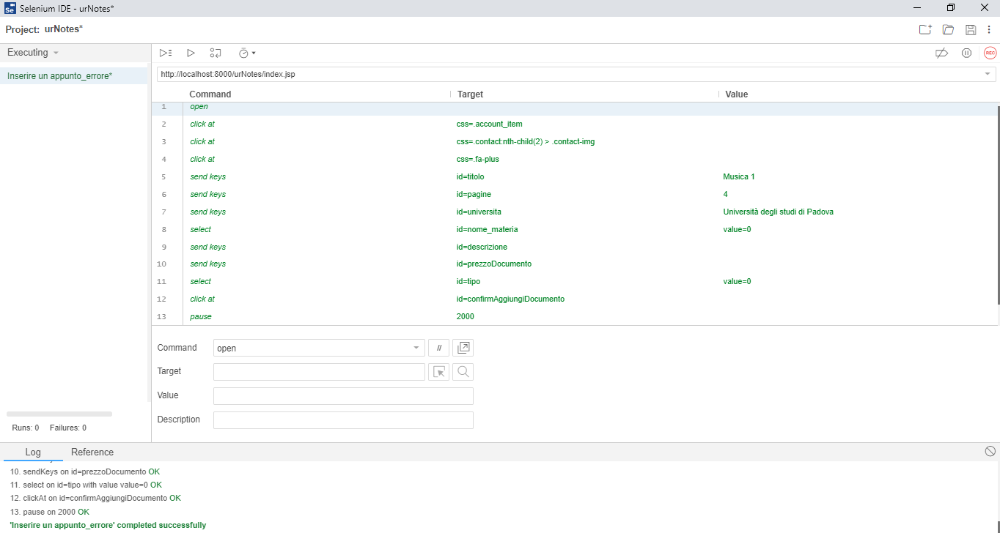 Selenium IDE - urNotes*
Project: urNotes*
Executing
Inserire un appunto_errore*
http://localhost:8000/urNotes/index.jsp
Command Target Value
1 open
2 click at css=.account_item
3 click at css=.contact:nth-child(2) > .contact-img
4 click at css=.fa-plus
5 send keys id=titolo Musica 1
6 send keys id=pagine 4
7 send keys id=universita Università degli studi di Padova
8 select id=nome_materia value=0
9 send keys id=descrizione
10 send keys id=prezzoDocumento
11 select id=tipo value=0
12 click at id=confirmAggiungiDocumento
13 pause 2000
Command open //
Target
Value
Description
Runs: 0 Failures: 0
Log Reference
10. sendKeys on id=prezzoDocumento OK
11. select on id=tipo with value value=0 OK
12. clickAt on id=confirmAggiungiDocumento OK
13. pause on 2000 OK
'Inserire un appunto_errore' completed successfully
REC
Se